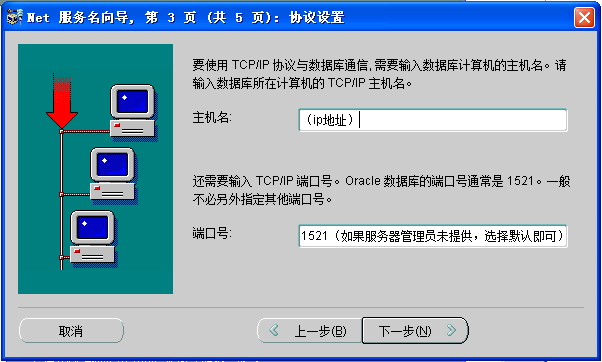 Net 服务名向导, 第 3 页 (共 5 页): 协议设置
要使用 TCP/IP 协议与数据库通信,需要输入数据库计算机的主机名。请
输入数据库所在计算机的 TCP/IP 主机名。
主机名:
（ip地址）
还需要输入 TCP/IP 端口号。Oracle 数据库的端口号通常是 1521。一般
不必另外指定其他端口号。
端口号:
1521（如果服务器管理员未提供，选择默认即可）
取消
上一步(B)
下一步(N)